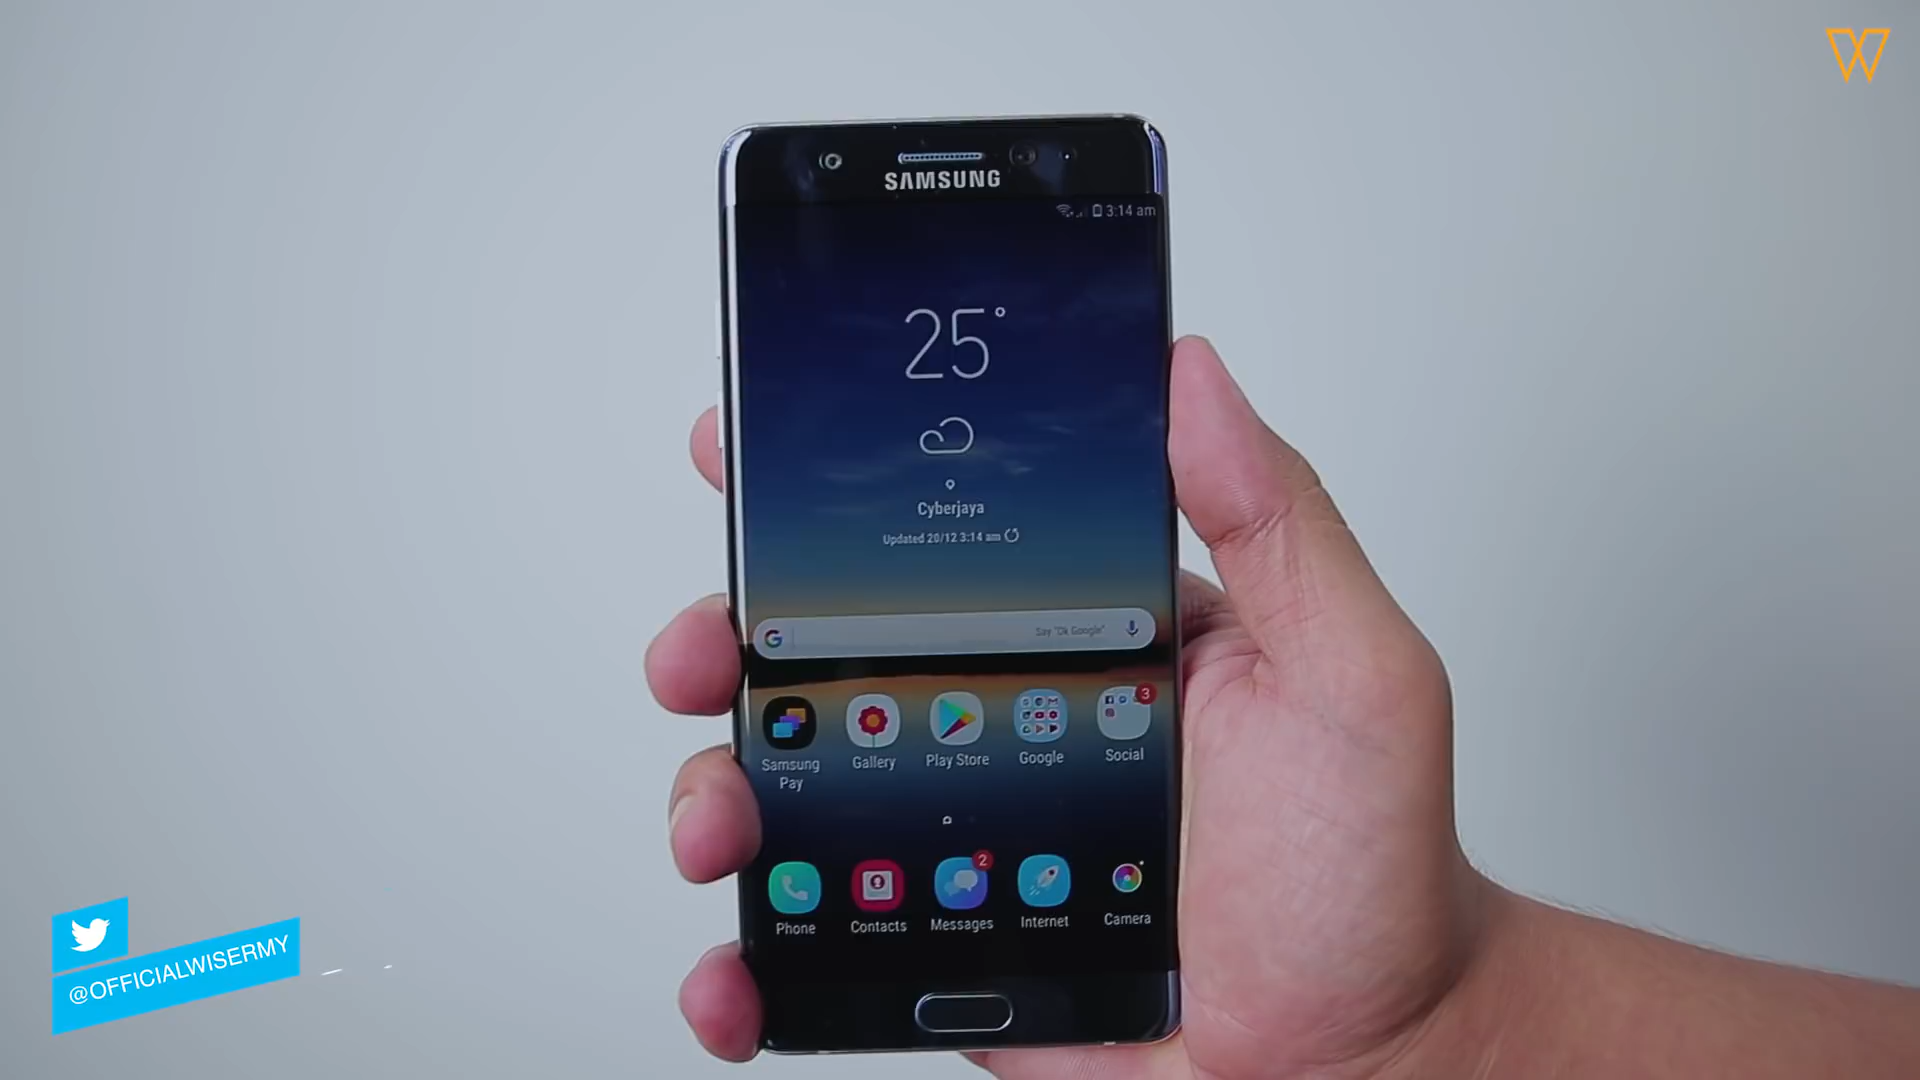 SAMSUNG
3:14 am
25°
Cyberjaya
Updated 20/12 3:14 am
Say "Ok Google"
3
Samsung Pay
Gallery
Play Store
Google
Social
2
Phone
Contacts
Messages
Internet
Camera
@OFFICIALWISERMY